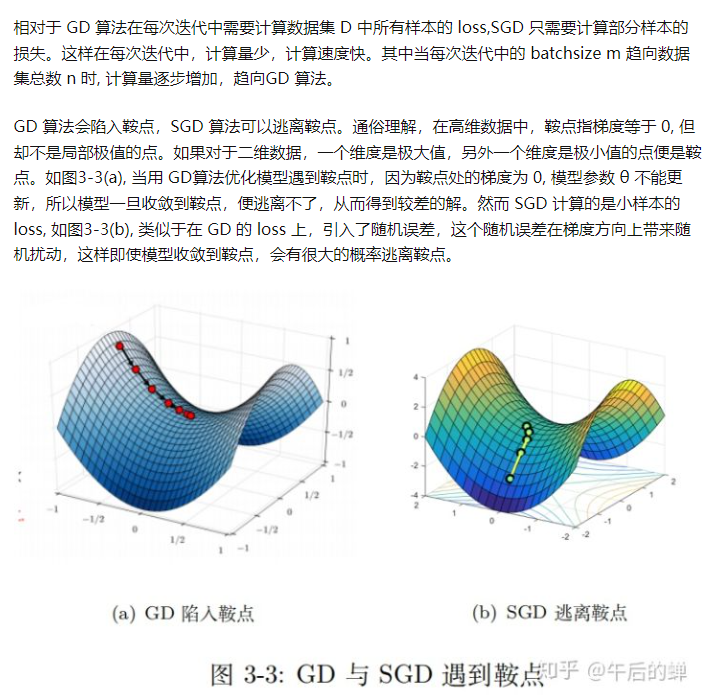 相对于 GD 算法在每次迭代中需要计算数据集 D 中所有样本的 loss,SGD 只需要计算部分样本的
损失。这样在每次迭代中，计算量少，计算速度快。其中当每次迭代中的 batchsize m 趋向数据
集总数 n 时, 计算量逐步增加，趋向GD 算法。
GD 算法会陷入鞍点，SGD 算法可以逃离鞍点。通俗理解，在高维数据中，鞍点指梯度等于 0, 但
却不是局部极值的点。如果对于二维数据，一个维度是极大值，另外一个维度是极小值的点便是鞍
点。如图3-3(a), 当用 GD算法优化模型遇到鞍点时，因为鞍点处的梯度为 0, 模型参数 θ 不能更
新，所以模型一旦收敛到鞍点，便逃离不了，从而得到较差的解。然而 SGD 计算的是小样本的
loss, 如图3-3(b), 类似于在 GD 的 loss 上，引入了随机误差，这个随机误差在梯度方向上带来随
机扰动，这样即使模型收敛到鞍点，会有很大的概率逃离鞍点。
1
1/2
0
−1/2
−1
−1
−1/2
0
1/2
1
−1
−1/2
0
1/2
1
4
2
0
-2
-4
2
1
0
-1
-2
-2
-1
0
1
2
(a) GD 陷入鞍点
(b) SGD 逃离鞍点
图 3-3: GD 与 SGD 遇到鞍点
知乎 @午后的蝉